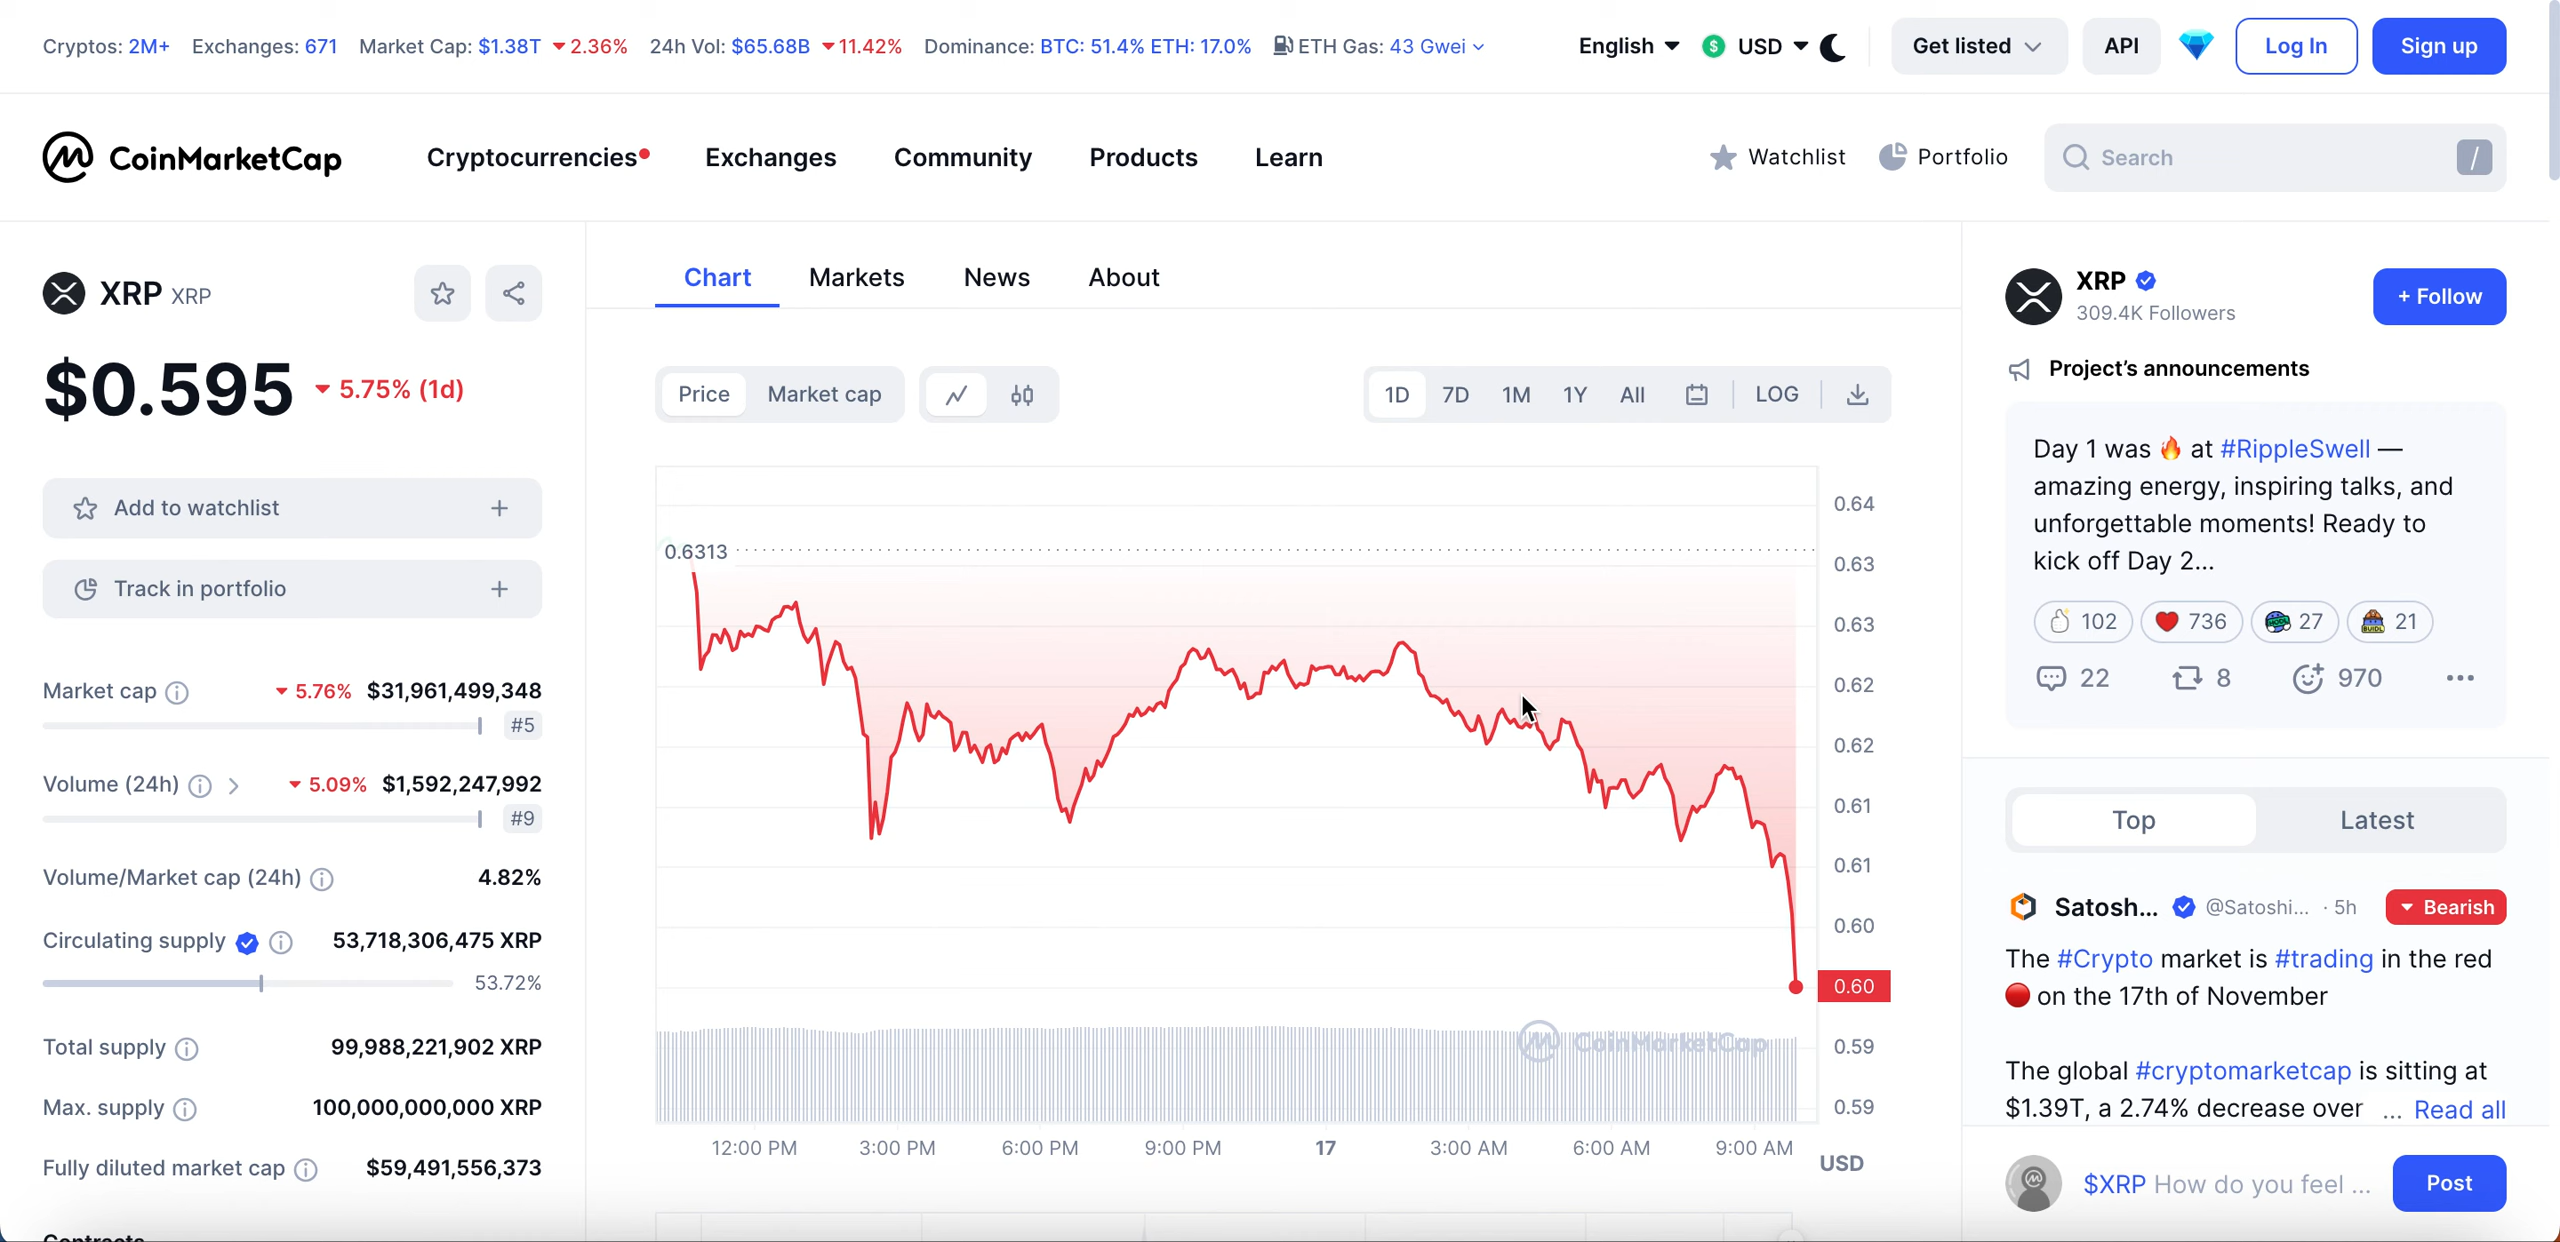 Cryptos: 2M+ Exchanges: 671 Market Cap: $1.38T 2.36% 24h Vol: $65.68B 11.42% Dominance: BTC: 51.4% ETH: 17.0% ETH Gas: 43 Gwei English $ USD Get listed API Log In Sign up
CoinMarketCap Cryptocurrencies Exchanges Community Products Learn Watchlist Portfolio Search /
XRP XRP
$0.595 5.75% (1d)
Add to watchlist +
Track in portfolio +
Market cap 5.76% $31,961,499,348
#5
Volume (24h) 5.09% $1,592,247,992
#9
Volume/Market cap (24h) 4.82%
Circulating supply 53,718,306,475 XRP
53.72%
Total supply 99,988,221,902 XRP
Max. supply 100,000,000,000 XRP
Fully diluted market cap $59,491,556,373
Chart Markets News About
Price Market cap 1D 7D 1M 1Y All LOG
0.6313
0.64
0.63
0.63
0.62
0.62
0.61
0.61
0.60
0.60
0.59
0.59
CoinMarketCap
12:00 PM 3:00 PM 6:00 PM 9:00 PM 17 3:00 AM 6:00 AM 9:00 AM
USD
XRP
309.4K Followers
+ Follow
Project's announcements
Day 1 was 🔥 at #RippleSwell —
amazing energy, inspiring talks, and
unforgettable moments! Ready to
kick off Day 2...
102 736 27 21
22 8 970
Top Latest
Satosh... @Satoshi... · 5h Bearish
The #Crypto market is #trading in the red
🔴 on the 17th of November
The global #cryptomarketcap is sitting at
$1.39T, a 2.74% decrease over ... Read all
$XRP How do you feel ... Post